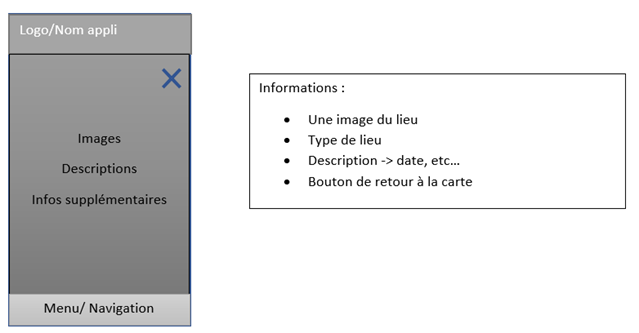 Logo/Nom appli
Images
Descriptions
Infos supplémentaires
Menu/ Navigation
Informations :
• Une image du lieu
• Type de lieu
• Description -> date, etc…
• Bouton de retour à la carte